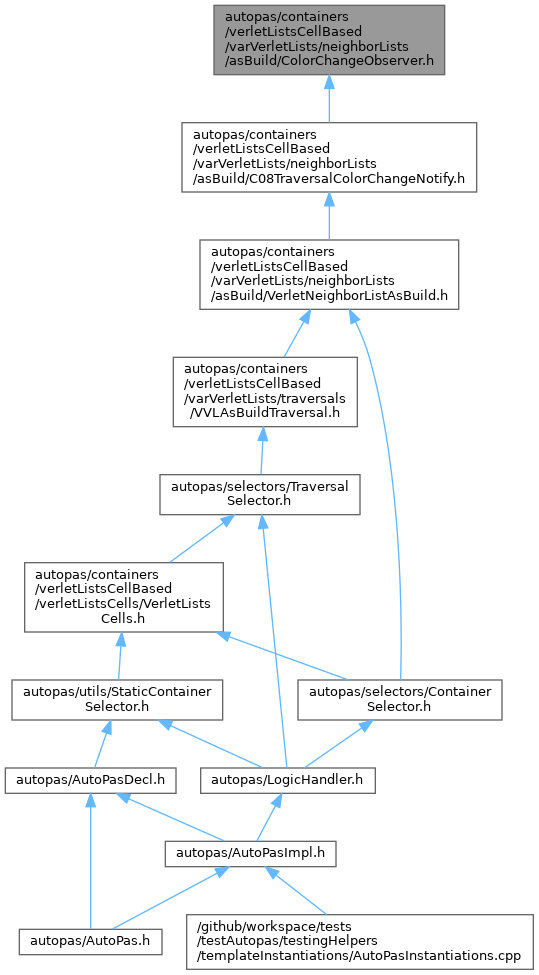 autopas/containers
/verletListsCellBased
/varVerletLists/neighborLists
/asBuild/ColorChangeObserver.h
autopas/containers
/verletListsCellBased
/varVerletLists/neighborLists
/asBuild/C08TraversalColorChangeNotify.h
autopas/containers
/verletListsCellBased
/varVerletLists/neighborLists
/asBuild/VerletNeighborListAsBuild.h
autopas/containers
/verletListsCellBased
/varVerletLists/traversals
/VVLAsBuildTraversal.h
autopas/selectors/Traversal
Selector.h
autopas/containers
/verletListsCellBased
/verletListsCells/VerletLists
Cells.h
autopas/utils/StaticContainer
Selector.h
autopas/selectors/Container
Selector.h
autopas/AutoPasDecl.h
autopas/LogicHandler.h
autopas/AutoPasImpl.h
autopas/AutoPas.h
/github/workspace/tests
/testAutopas/testingHelpers
/templateInstantiations/AutoPasInstantiations.cpp